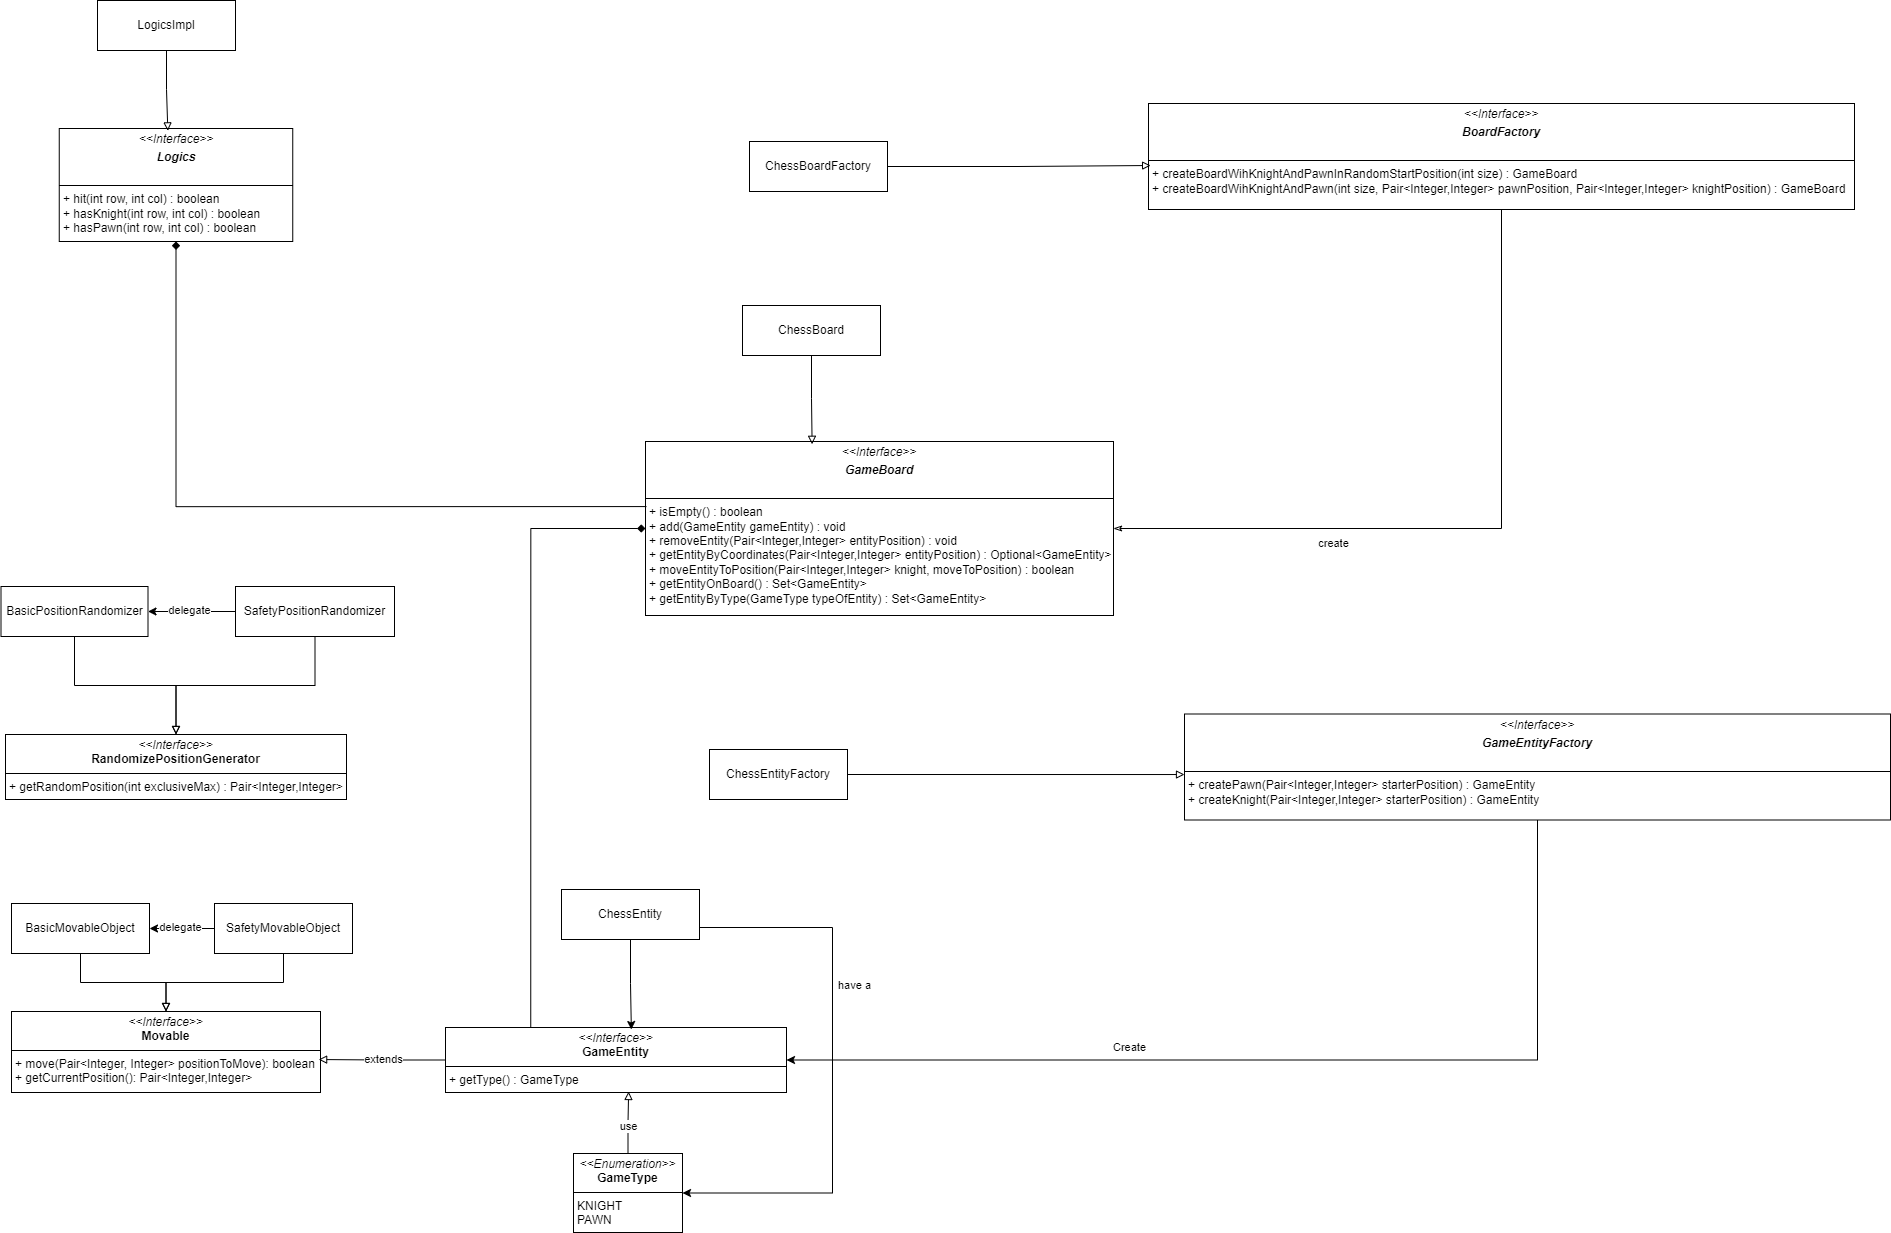 LogicsImpl
<<Interface>>
Logics
+ hit(int row, int col) : boolean
+ hasKnight(int row, int col) : boolean
+ hasPawn(int row, int col) : boolean
ChessBoardFactory
<<Interface>>
BoardFactory
+ createBoardWihKnightAndPawnInRandomStartPosition(int size) : GameBoard
+ createBoardWihKnightAndPawn(int size, Pair<Integer,Integer> pawnPosition, Pair<Integer,Integer> knightPosition) : GameBoard
ChessBoard
<<Interface>>
GameBoard
+ isEmpty() : boolean
+ add(GameEntity gameEntity) : void
+ removeEntity(Pair<Integer,Integer> entityPosition) : void
+ getEntityByCoordinates(Pair<Integer,Integer> entityPosition) : Optional<GameEntity>
+ moveEntityToPosition(Pair<Integer,Integer> knight, moveToPosition) : boolean
+ getEntityOnBoard() : Set<GameEntity>
+ getEntityByType(GameType typeOfEntity) : Set<GameEntity>
create
BasicPositionRandomizer
delegate
SafetyPositionRandomizer
<<Interface>>
RandomizePositionGenerator
+ getRandomPosition(int exclusiveMax) : Pair<Integer,Integer>
ChessEntityFactory
<<Interface>>
GameEntityFactory
+ createPawn(Pair<Integer,Integer> starterPosition) : GameEntity
+ createKnight(Pair<Integer,Integer> starterPosition) : GameEntity
BasicMovableObject
delegate
SafetyMovableObject
ChessEntity
have a
<<Interface>>
Movable
+ move(Pair<Integer, Integer> positionToMove): boolean
+ getCurrentPosition(): Pair<Integer,Integer>
extends
<<Interface>>
GameEntity
+ getType() : GameType
Create
use
<<Enumeration>>
GameType
KNIGHT
PAWN